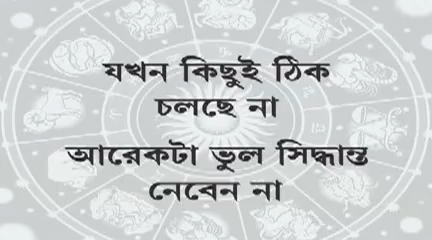 যখন কিছুই ঠিক
চলছে না
আরেকটা ভুল সিদ্ধান্ত
নেবেন না